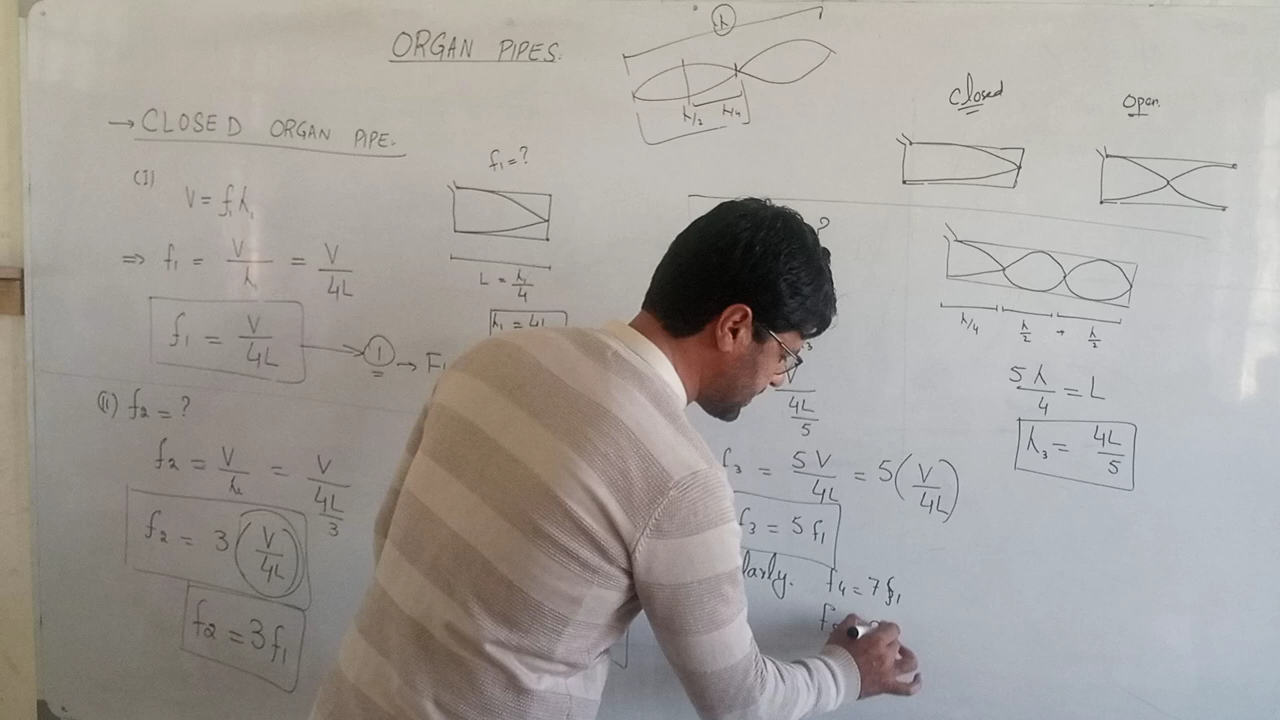 ORGAN PIPES.
λ
λ/2 λ/4
→ CLOSED ORGAN PIPE.
(I)
V = f₁λ₁
⇒ f₁ = V/λ = V/4L
f₁ = V/4L → ① → F
f₁ = ?
L = λ₁/4
λ₁ = 4L
(II) f₂ = ?
f₂ = V/λ₂ = V/(4L/3)
f₂ = 3(V/4L)
f₂ = 3f₁
?
V/(4L/5)
f₃ = 5V/4L = 5(V/4L)
f₃ = 5f₁
larly. f₄ = 7f₁
f
closed
open
λ/4 λ/2 + λ/2
5λ/4 = L
λ₃ = 4L/5